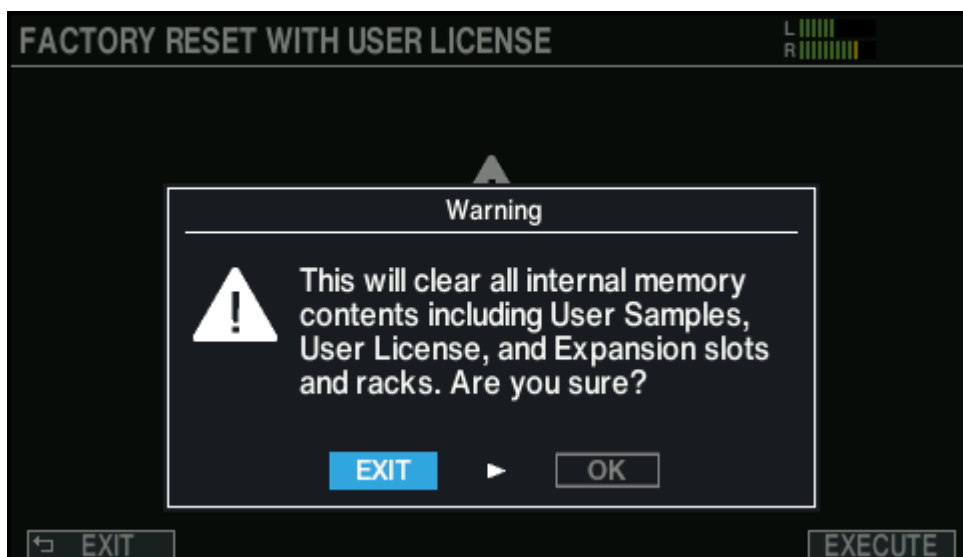 FACTORY RESET WITH USER LICENSE
L
R
Warning
This will clear all internal memory
contents including User Samples,
User License, and Expansion slots
and racks. Are you sure?
EXIT
OK
EXIT
EXECUTE